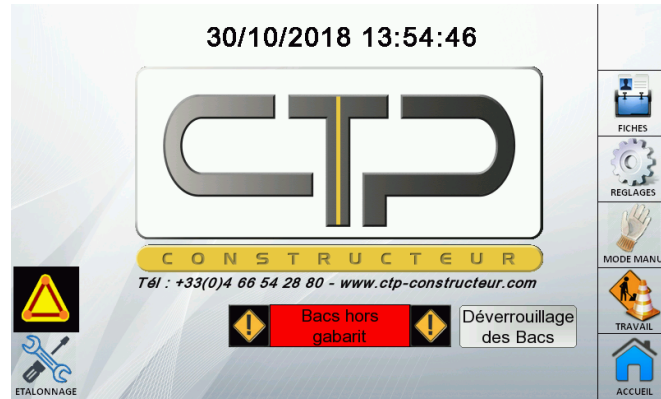 30/10/2018 13:54:46
CTP
CONSTRUCTEUR
Tél : +33(0)4 66 54 28 80 - www.ctp-constructeur.com
Bacs hors
gabarit
Déverrouillage
des Bacs
ETALONNAGE
FICHES
REGLAGES
MODE MANU
TRAVAIL
ACCUEIL